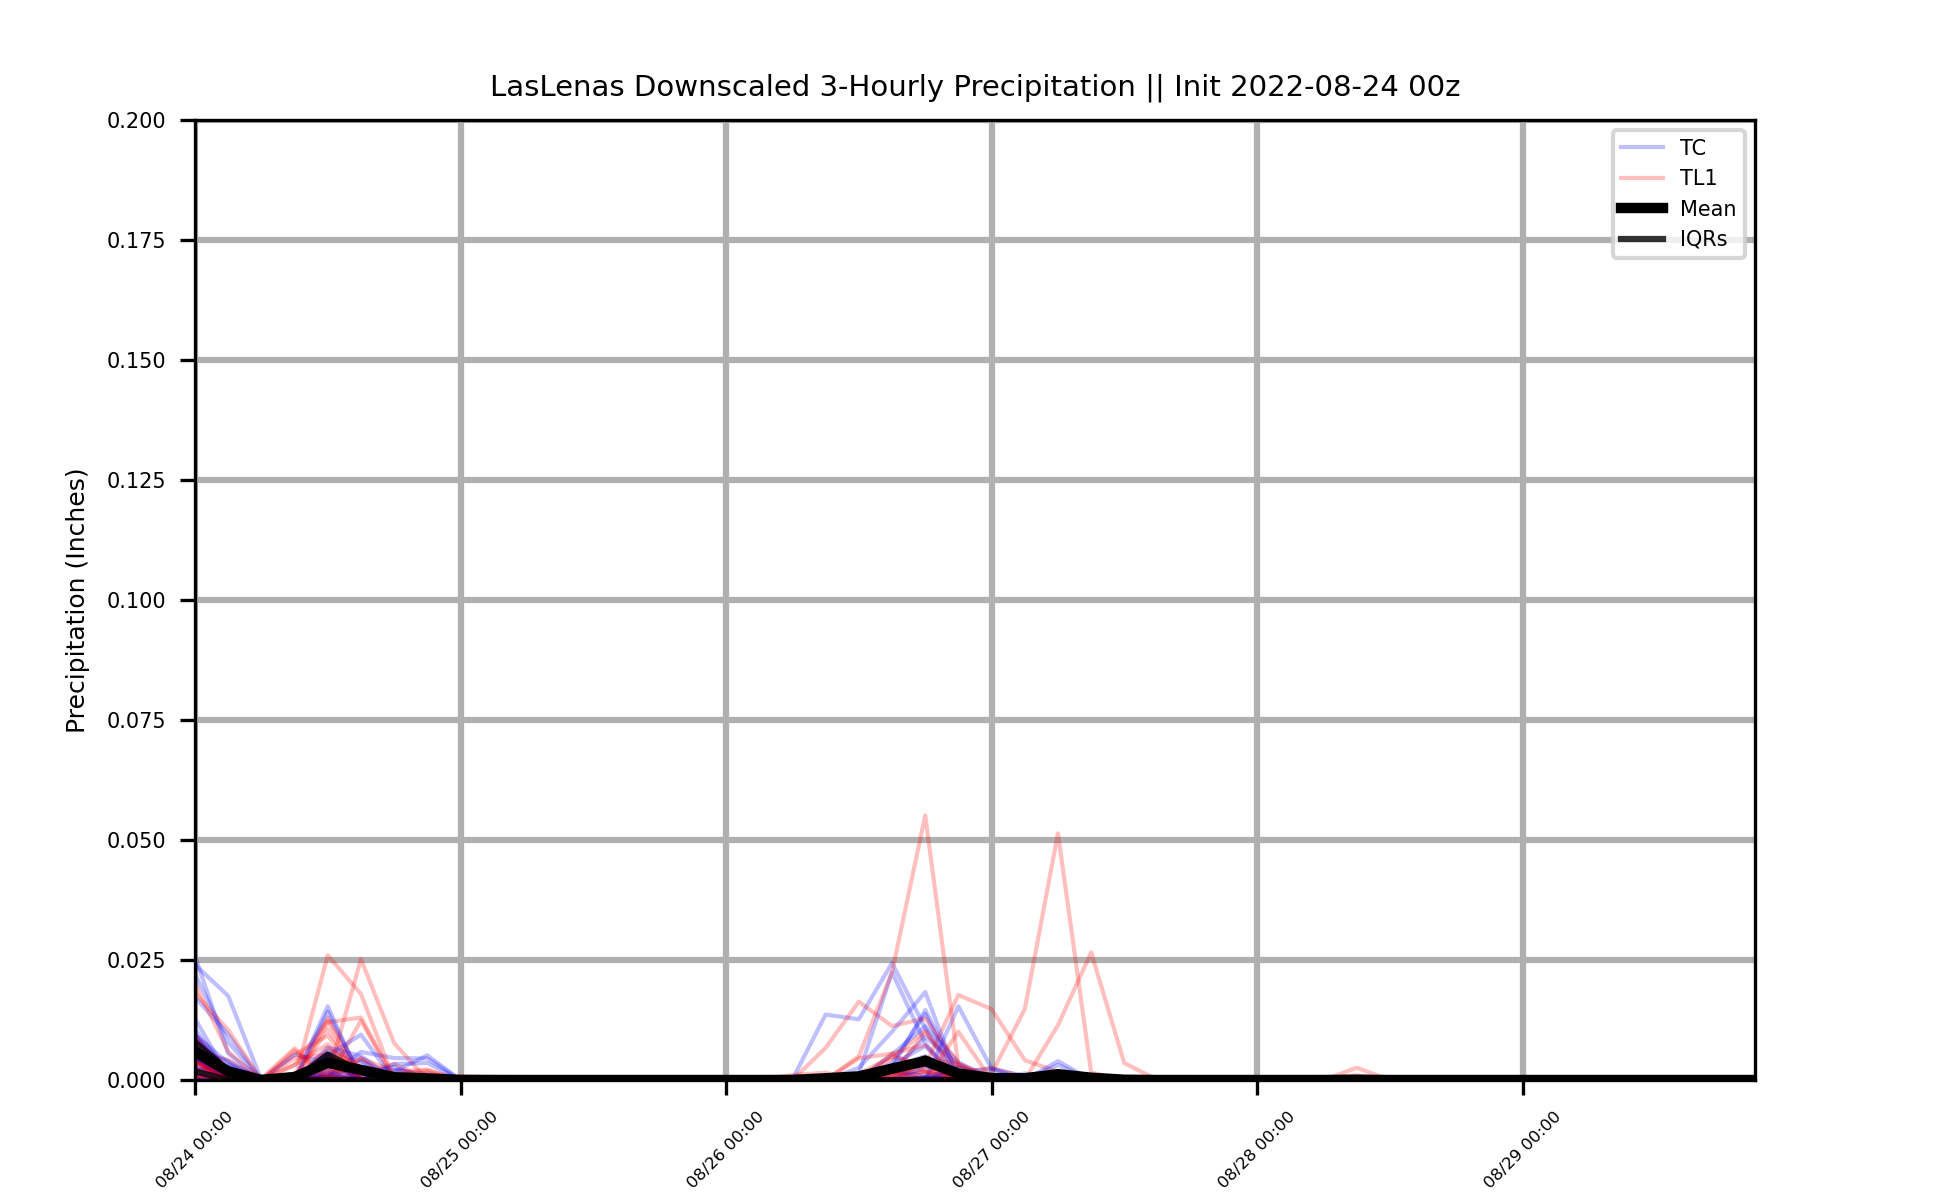 LasLenas Downscaled 3-Hourly Precipitation || Init 2022-08-24 00z
TC
TL1
Mean
IQRs
Precipitation (Inches)
0.200
0.175
0.150
0.125
0.100
0.075
0.050
0.025
0.000
08/24 00:00
08/25 00:00
08/26 00:00
08/27 00:00
08/28 00:00
08/29 00:00